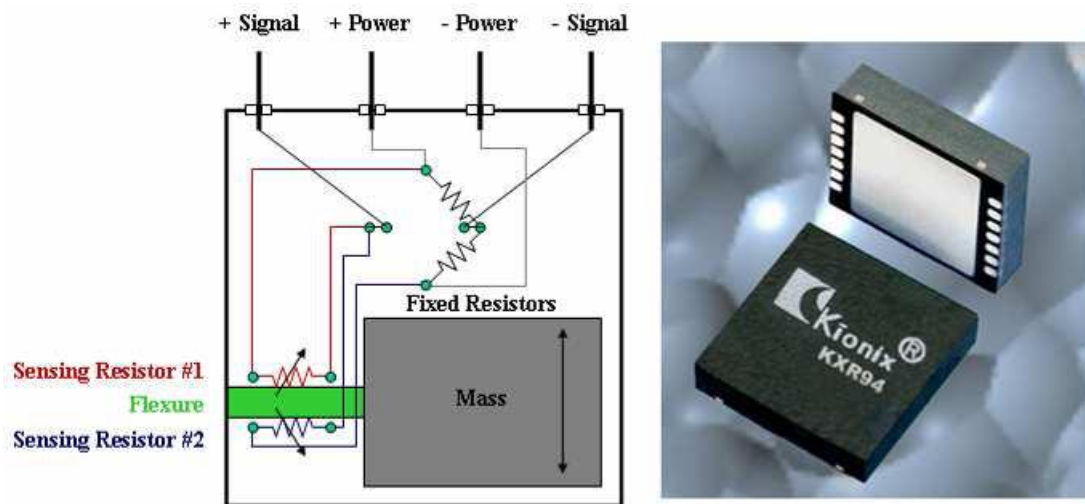 + Signal + Power - Power - Signal
Fixed Resistors
Sensing Resistor #1
Flexure
Mass
Sensing Resistor #2
Kionix®
KXR94